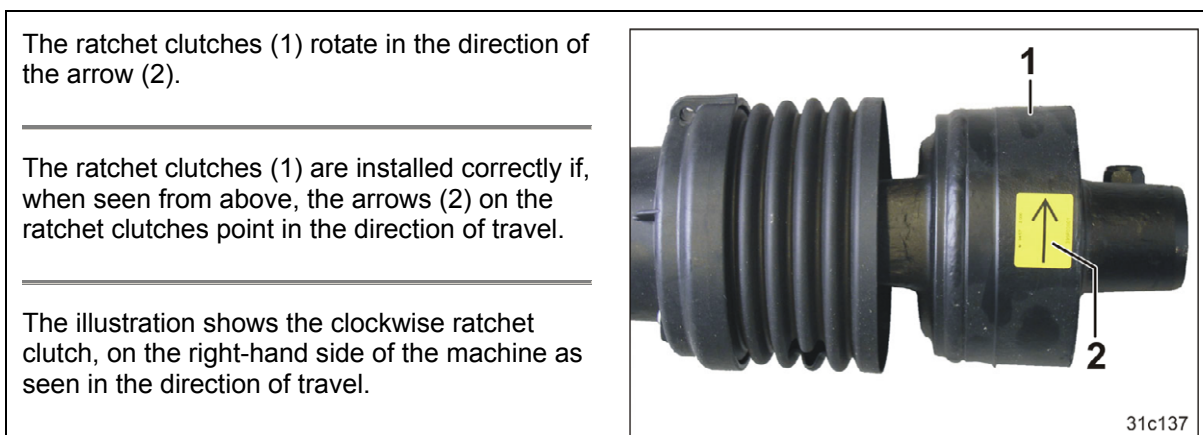 The ratchet clutches (1) rotate in the direction of
the arrow (2).
The ratchet clutches (1) are installed correctly if,
when seen from above, the arrows (2) on the
ratchet clutches point in the direction of travel.
The illustration shows the clockwise ratchet
clutch, on the right-hand side of the machine as
seen in the direction of travel.
1
2
31c137